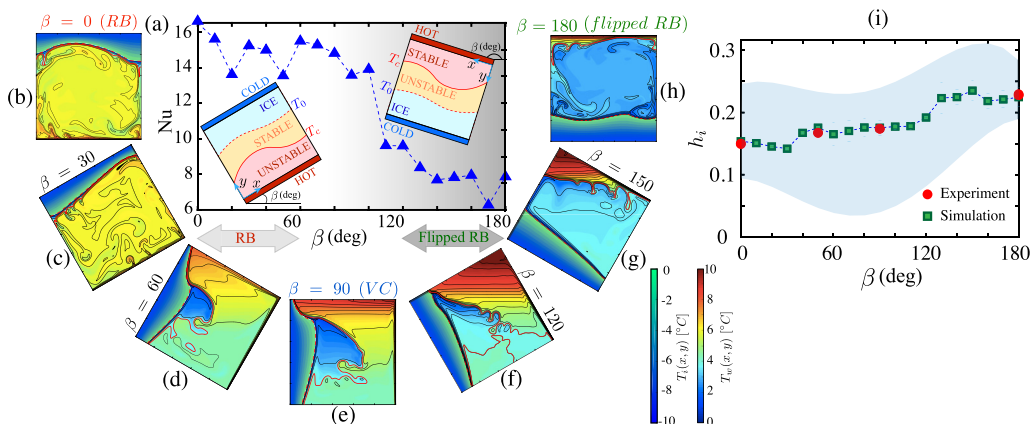 β = 0 (RB)
(a)
β = 180 (flipped RB)
(i)
(b)
(h)
Nu
16
14
12
10
8
6
0
60
120
180
β (deg)
COLD
ICE
T_0
STABLE
T_c
UNSTABLE
HOT
y
x
β(deg)
HOT
β(deg)
x
y
STABLE
T_c
UNSTABLE
T_0
ICE
COLD
RB
Flipped RB
β = 30
(c)
β = 60
(d)
β = 90 (VC)
(e)
β = 120
(f)
β = 150
(g)
0
-2
-4
-6
-8
-10
T_i(x, y) [°C]
10
8
6
4
2
0
T_w(x, y) [°C]
h_i
0.3
0.2
0.1
0
0
30
60
90
120
150
180
β (deg)
Experiment
Simulation